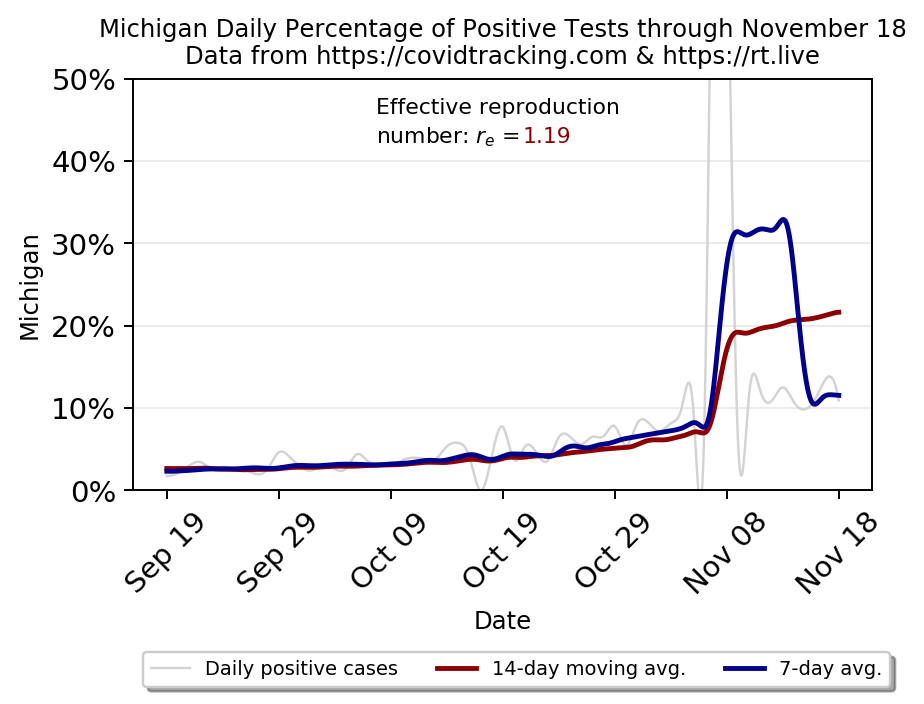 Michigan Daily Percentage of Positive Tests through November 18
Data from https://covidtracking.com & https://rt.live
50%
40%
30%
20%
10%
0%
Effective reproduction
number: rₑ =1.19
Michigan
Sep 19
Sep 29
Oct 09
Oct 19
Oct 29
Nov 08
Nov 18
Date
Daily positive cases
14-day moving avg.
7-day avg.